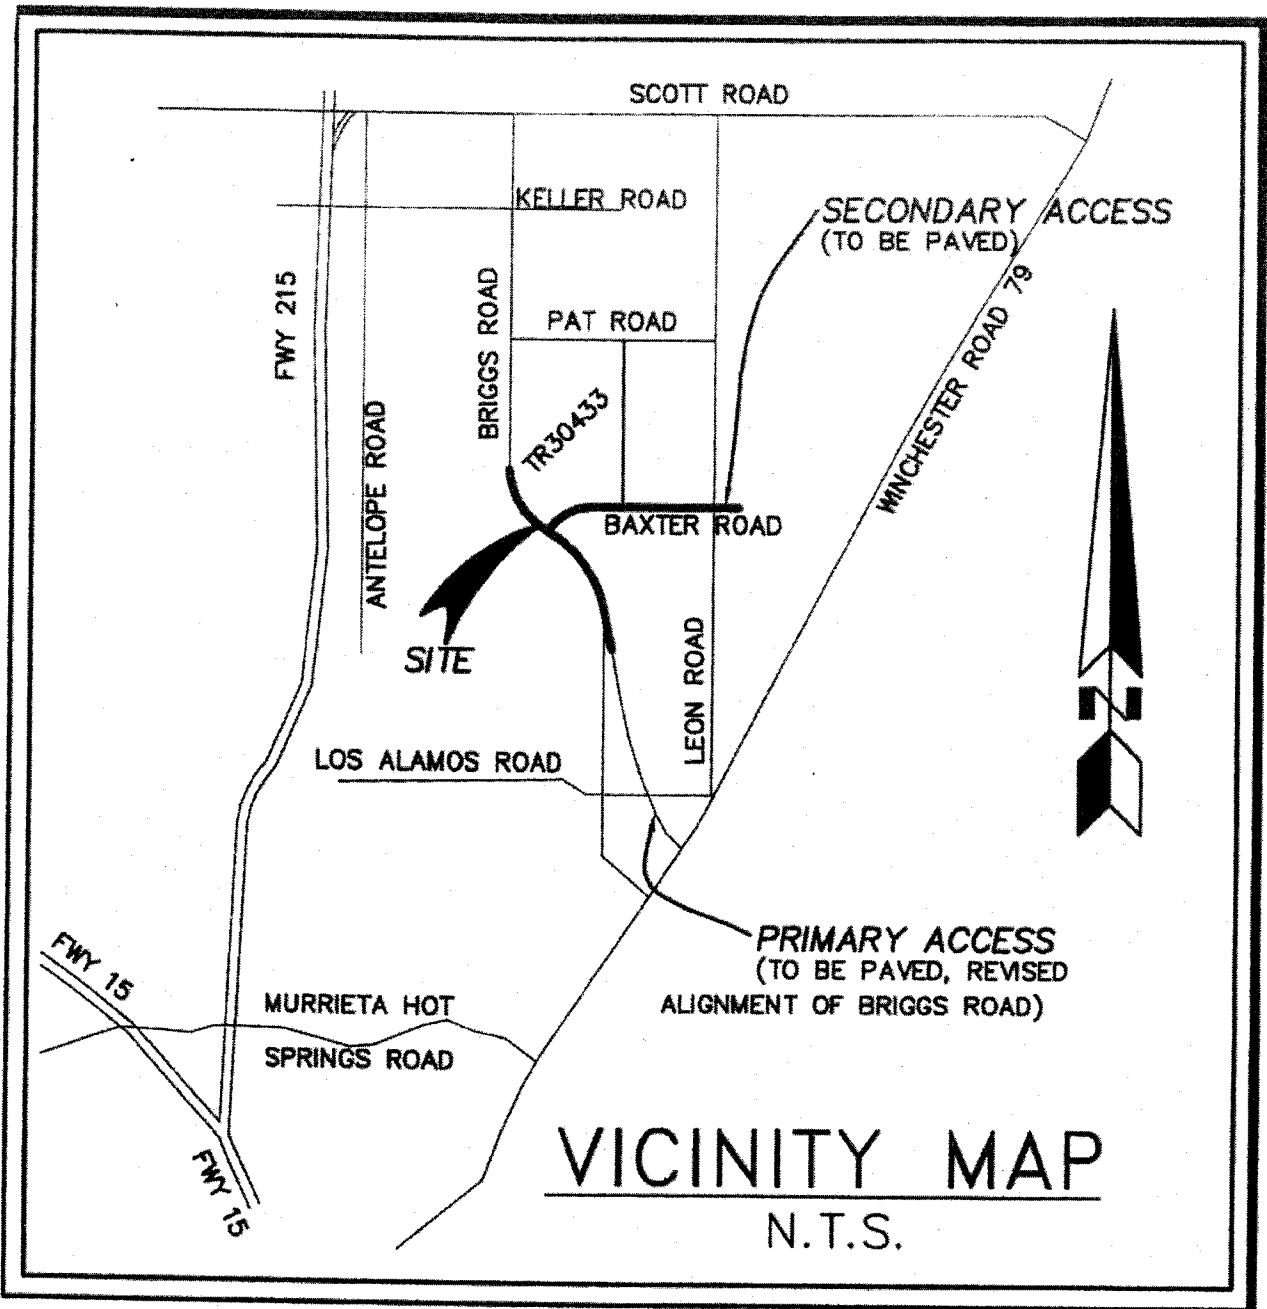 SCOTT ROAD
KELLER ROAD
SECONDARY ACCESS
(TO BE PAVED)
FWY 215
BRIGGS ROAD
PAT ROAD
WINCHESTER ROAD 79
TR30433
ANTELOPE ROAD
BAXTER ROAD
SITE
LEON ROAD
LOS ALAMOS ROAD
N
PRIMARY ACCESS
(TO BE PAVED, REVISED
ALIGNMENT OF BRIGGS ROAD)
FWY 15
MURRIETA HOT
SPRINGS ROAD
FWY 15
VICINITY MAP
N.T.S.